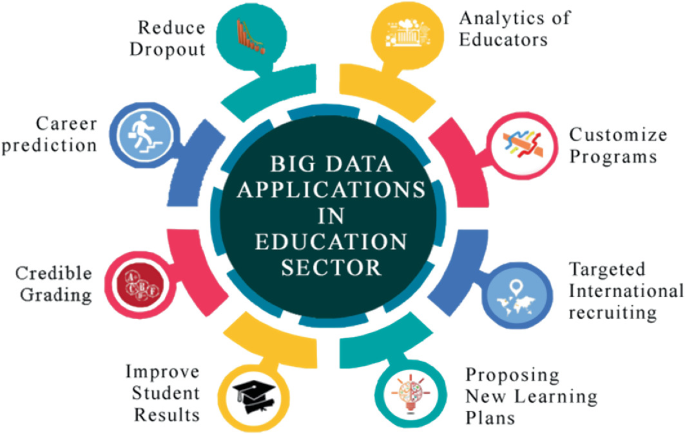 Reduce
Dropout
Analytics of
Educators
Career
prediction
Customize
Programs
BIG DATA
APPLICATIONS
IN
EDUCATION
SECTOR
Credible
Grading
Targeted
International
recruiting
Improve
Student
Results
Proposing
New Learning
Plans